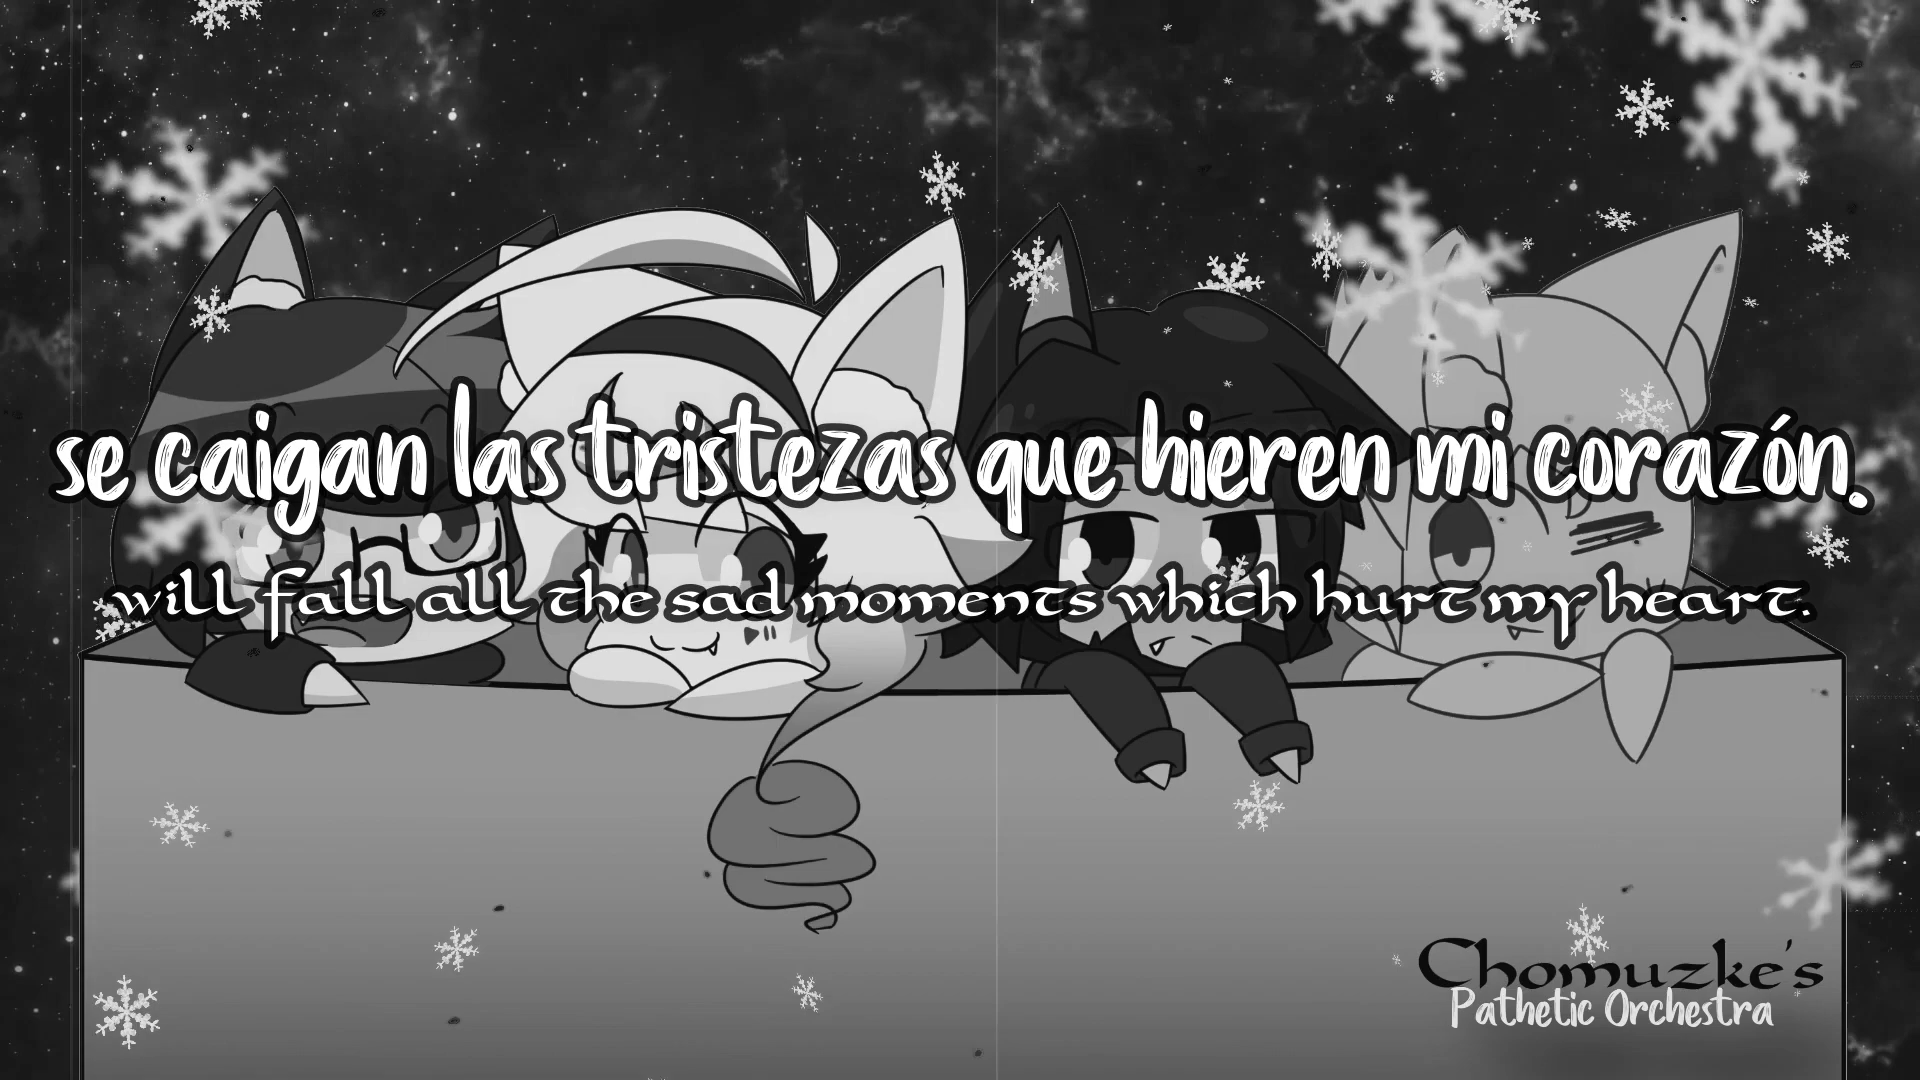 se caigan las tristezas que hieren mi corazón.
will fall all the sad moments which hurt my heart.
Chomuzke's
Pathetic Orchestra